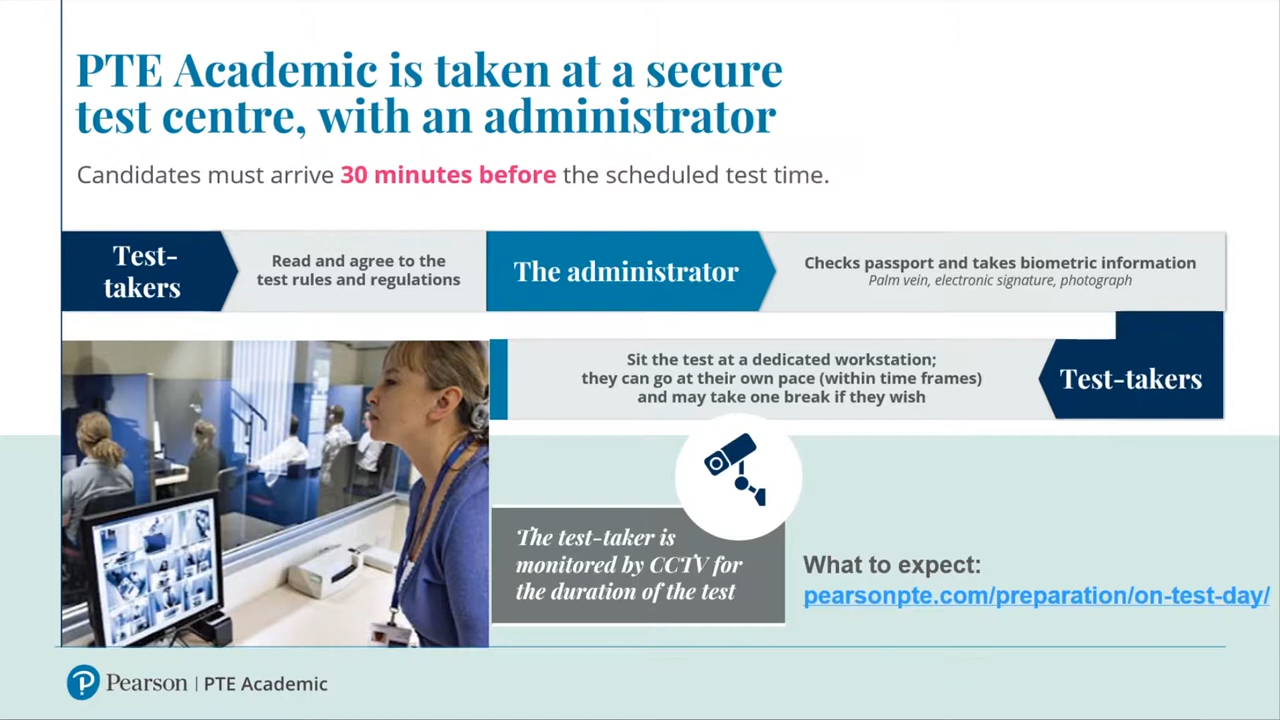 PTE Academic is taken at a secure
test centre, with an administrator
Candidates must arrive 30 minutes before the scheduled test time.
Test-
takers
Read and agree to the
test rules and regulations
The administrator
Checks passport and takes biometric information
Palm vein, electronic signature, photograph
Sit the test at a dedicated workstation;
they can go at their own pace (within time frames)
and may take one break if they wish
Test-takers
The test-taker is
monitored by CCTV for
the duration of the test
What to expect:
pearsonpte.com/preparation/on-test-day/
Pearson | PTE Academic